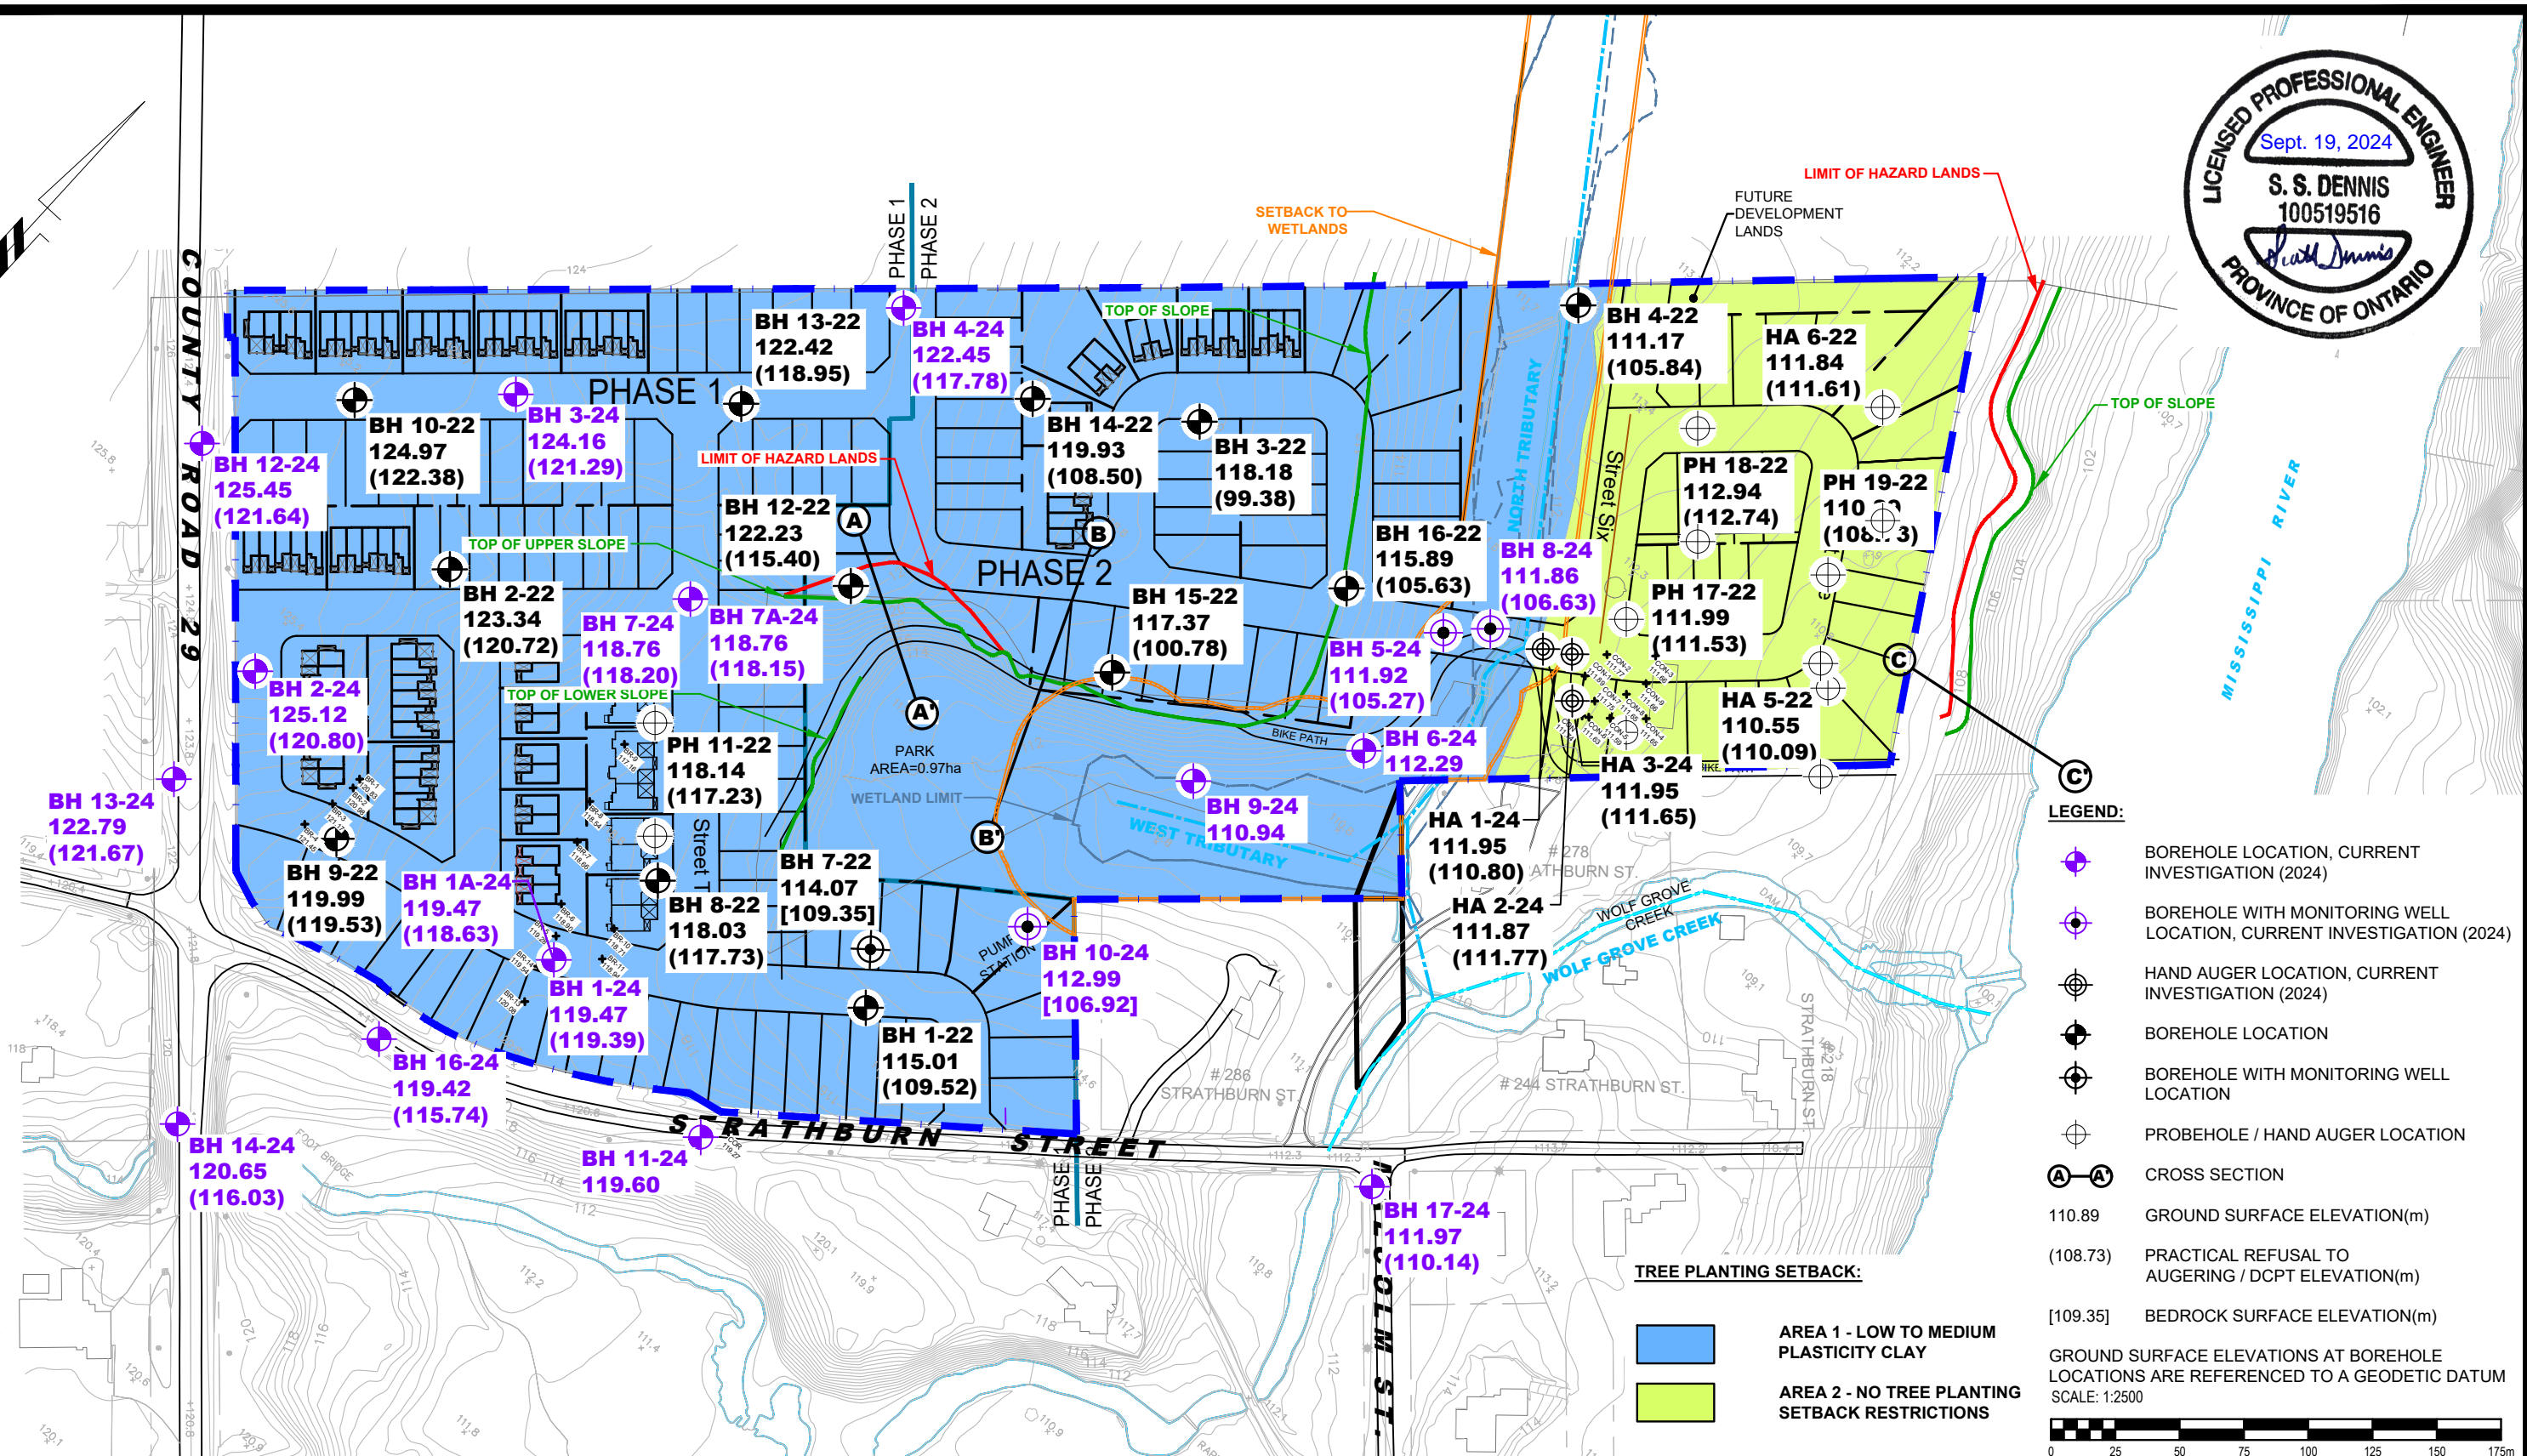 LICENSED PROFESSIONAL ENGINEER
Sept. 19, 2024
S. S. DENNIS
100519516
PROVINCE OF ONTARIO
LIMIT OF HAZARD LANDS
FUTURE
DEVELOPMENT
LANDS
SETBACK TO
WETLANDS
PHASE 1
PHASE 2
COUNTY ROAD 29
124
TOP OF SLOPE
BH 13-22
122.42
(118.95)
BH 4-24
122.45
(117.78)
BH 4-22
111.17
(105.84)
HA 6-22
111.84
(111.61)
PHASE 1
BH 10-22
124.97
(122.38)
BH 3-24
124.16
(121.29)
BH 14-22
119.93
(108.50)
BH 3-22
118.18
(99.38)
TOP OF SLOPE
NORTH TRIBUTARY
Street Six
LIMIT OF HAZARD LANDS
BH 12-24
125.45
(121.64)
PH 18-22
112.94
(112.74)
PH 19-22
MISSISSIPPI RIVER
BH 12-22
122.23
(115.40)
A
B
BH 16-22
115.89
(105.63)
BH 8-24
111.86
(106.63)
TOP OF UPPER SLOPE
PHASE 2
BH 2-22
123.34
(120.72)
BH 7-24
118.76
(118.20)
BH 7A-24
118.76
(118.15)
BH 15-22
117.37
(100.78)
PH 17-22
111.99
(111.53)
BH 5-24
111.92
(105.27)
C
BH 2-24
125.12
(120.80)
TOP OF LOWER SLOPE
A'
HA 5-22
110.55
(110.09)
PH 11-22
118.14
(117.23)
PARK
AREA=0.97ha
BIKE PATH
BH 6-24
112.29
HA 3-24
111.95
(111.65)
C'
BH 13-24
122.79
(121.67)
WETLAND LIMIT
BH 9-24
110.94
WEST TRIBUTARY
B'
HA 1-24
111.95
(110.80)
# 278
BH 9-22
119.99
(119.53)
BH 1A-24
119.47
(118.63)
BH 8-22
118.03
(117.73)
BH 7-22
114.07
[109.35]
HA 2-24
111.87
(111.77)
WOLF GROVE
CREEK
WOLF GROVE CREEK
DAM
PUMP
STATION
BH 10-24
112.99
[106.92]
BH 1-24
119.47
(119.39)
BH 1-22
115.01
(109.52)
BH 16-24
119.42
(115.74)
# 286
STRATHBURN ST.
# 244 STRATHBURN ST.
# 218
STRATHBURN ST.
STRATHBURN STREET
BH 14-24
120.65
(116.03)
FOOT BRIDGE
BH 11-24
119.60
PHASE 1
BH 17-24
111.97
(110.14)
LEGEND:
BOREHOLE LOCATION, CURRENT
INVESTIGATION (2024)
BOREHOLE WITH MONITORING WELL
LOCATION, CURRENT INVESTIGATION (2024)
HAND AUGER LOCATION, CURRENT
INVESTIGATION (2024)
BOREHOLE LOCATION
BOREHOLE WITH MONITORING WELL
LOCATION
PROBEHOLE / HAND AUGER LOCATION
A A' CROSS SECTION
110.89 GROUND SURFACE ELEVATION(m)
(108.73) PRACTICAL REFUSAL TO
AUGERING / DCPT ELEVATION(m)
[109.35] BEDROCK SURFACE ELEVATION(m)
GROUND SURFACE ELEVATIONS AT BOREHOLE
LOCATIONS ARE REFERENCED TO A GEODETIC DATUM
SCALE: 1:2500
0 25 50 75 100 125 150 175m
TREE PLANTING SETBACK:
AREA 1 - LOW TO MEDIUM
PLASTICITY CLAY
AREA 2 - NO TREE PLANTING
SETBACK RESTRICTIONS